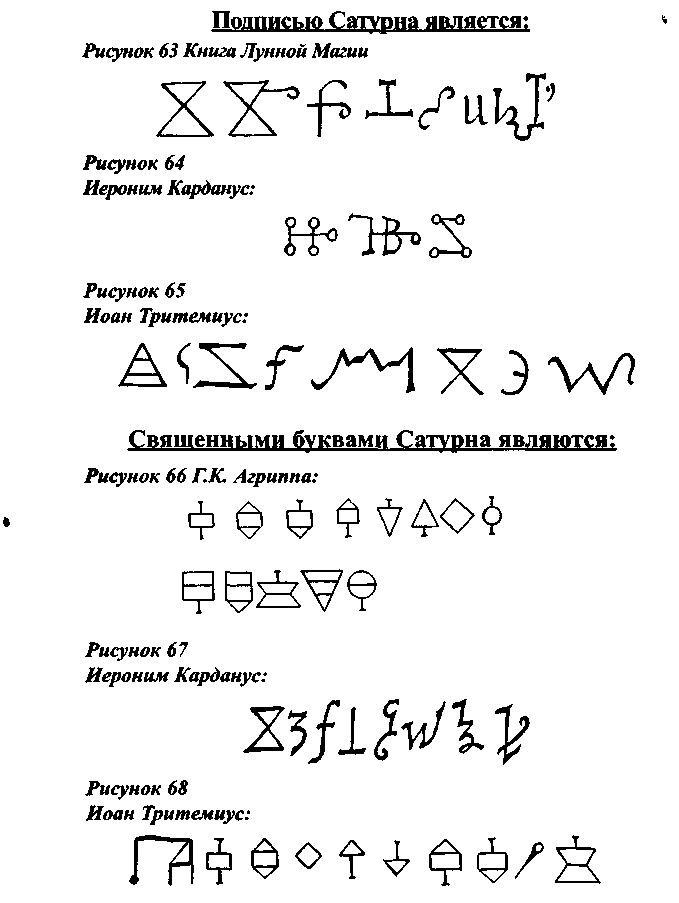 Подписью Сатурна является:
Рисунок 63 Книга Лунной Магии
Рисунок 64
Иероним Карданус:
Рисунок 65
Иоан Тритемиус:
Священными буквами Сатурна являются:
Рисунок 66 Г.К. Агриппа:
Рисунок 67
Иероним Карданус:
Рисунок 68
Иоан Тритемиус: